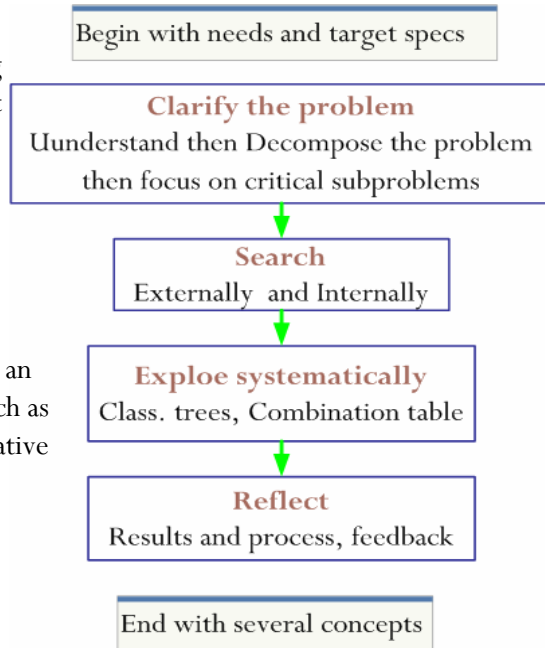 Begin with needs and target specs
g
t
Clarify the problem
Uunderstand then Decompose the problem
then focus on critical subproblems
Search
Externally and Internally
an
ch as
ative
Exploe systematically
Class. trees, Combination table
Reflect
Results and process, feedback
End with several concepts